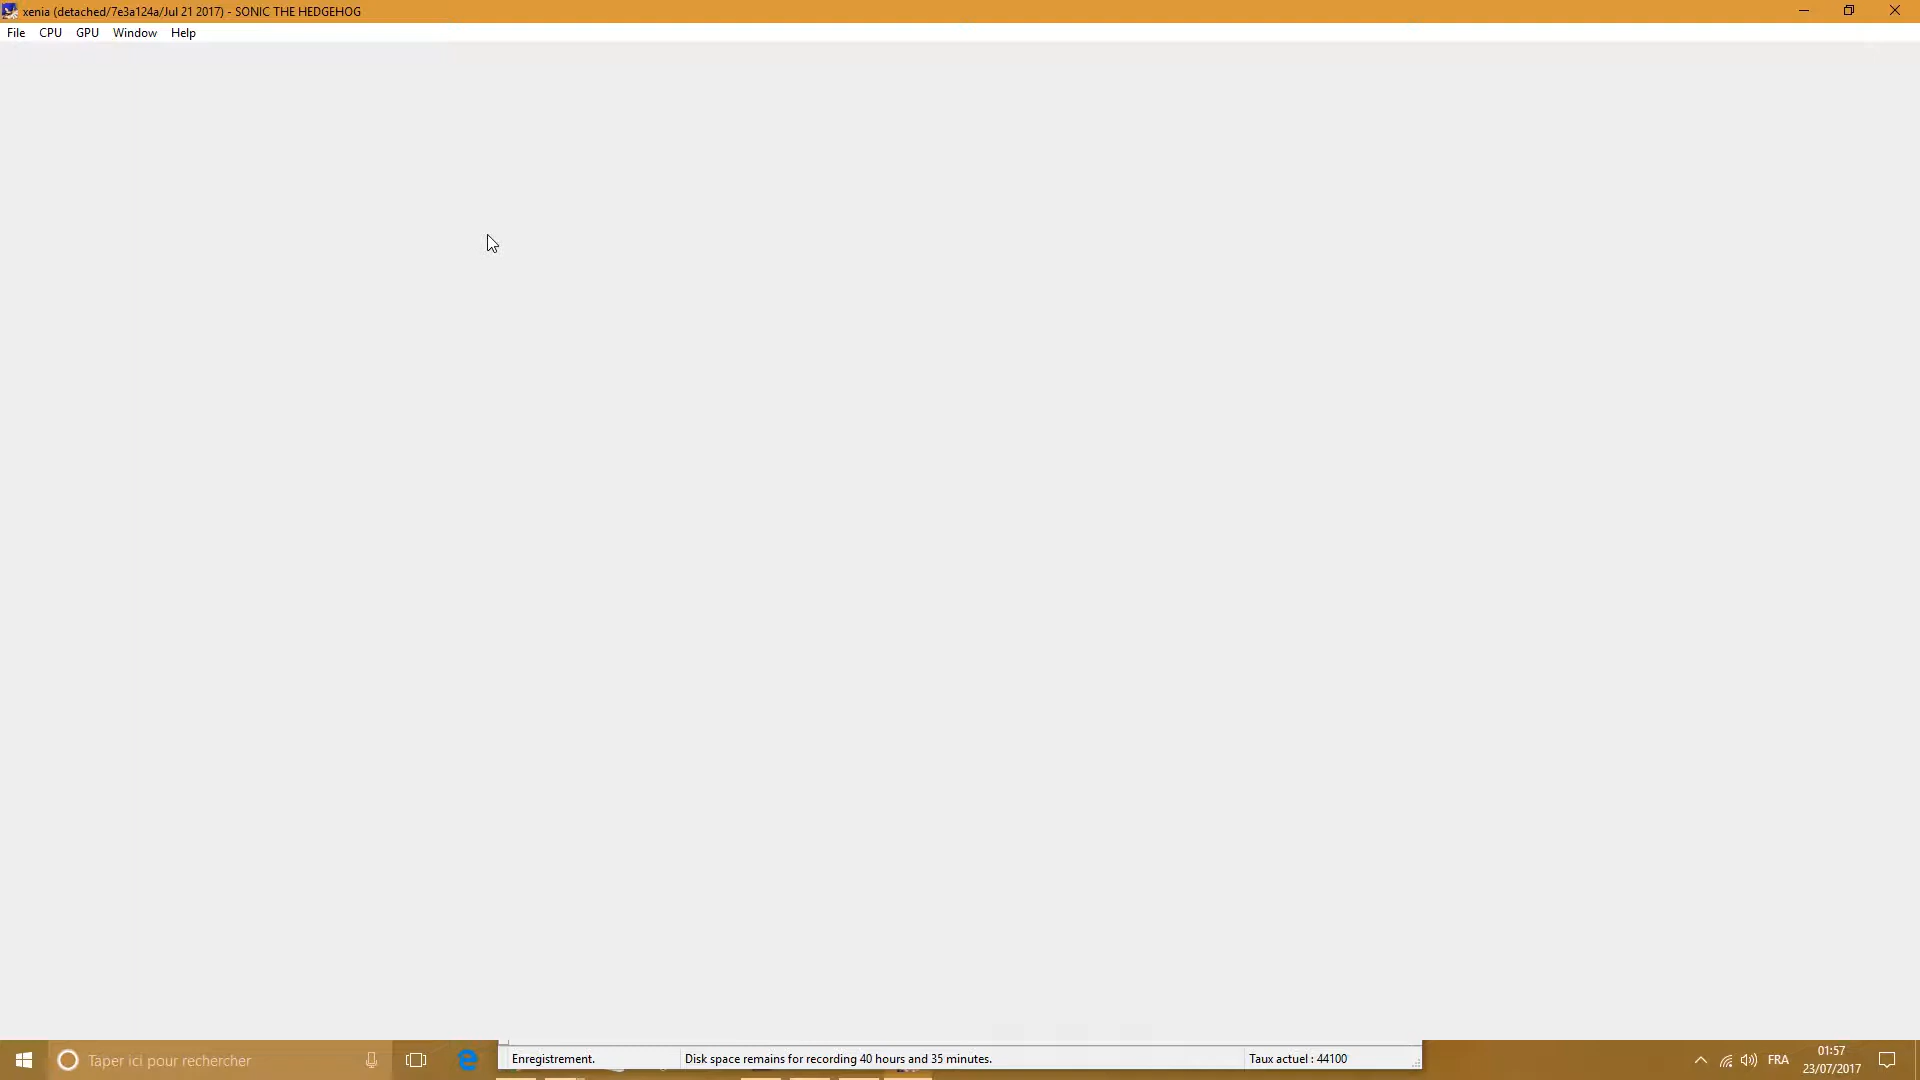 xenia (detached/7e3a124a/Jul 21 2017) - SONIC THE HEDGEHOG
File CPU GPU Window Help
Taper ici pour rechercher
Enregistrement. Disk space remains for recording 40 hours and 35 minutes. Taux actuel : 44100
FRA
01:57
23/07/2017